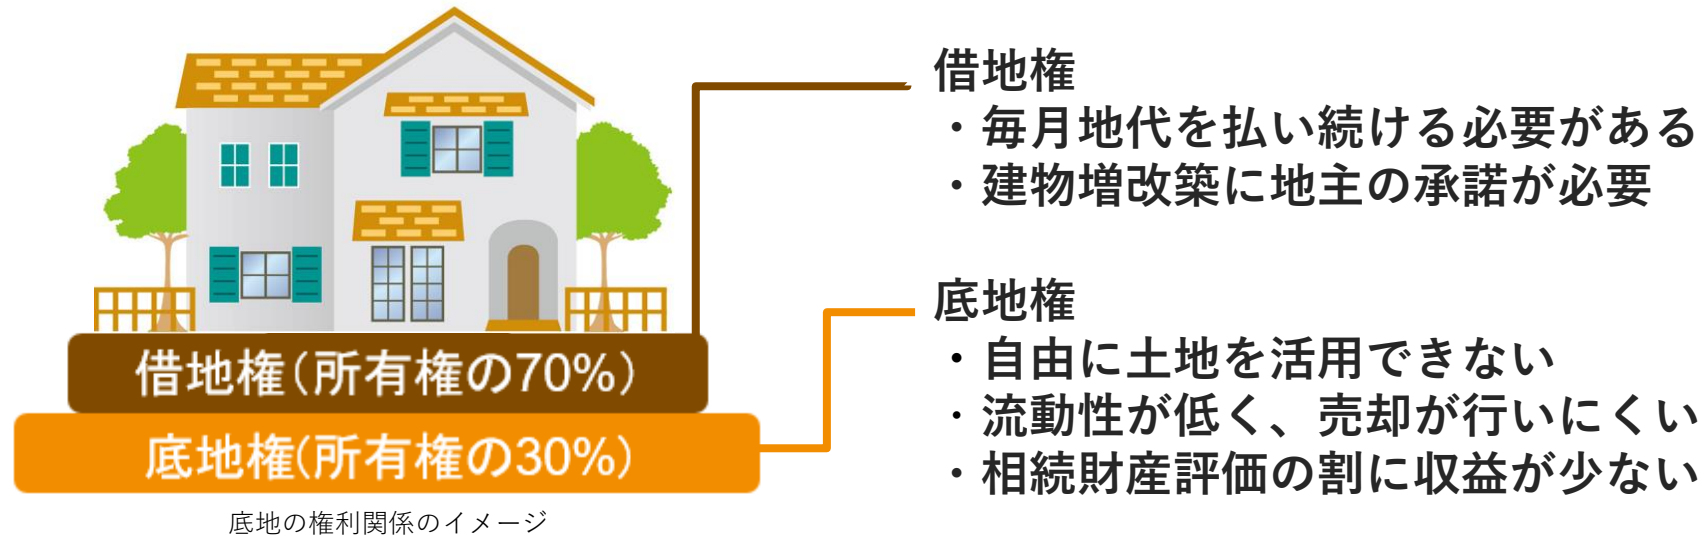 借地権
・毎月地代を払い続ける必要がある
・建物増改築に地主の承諾が必要
底地権
・自由に土地を活用できない
・流動性が低く、売却が行いにくい
・相続財産評価の割に収益が少ない
借地権(所有権の70%)
底地権(所有権の30%)
底地の権利関係のイメージ